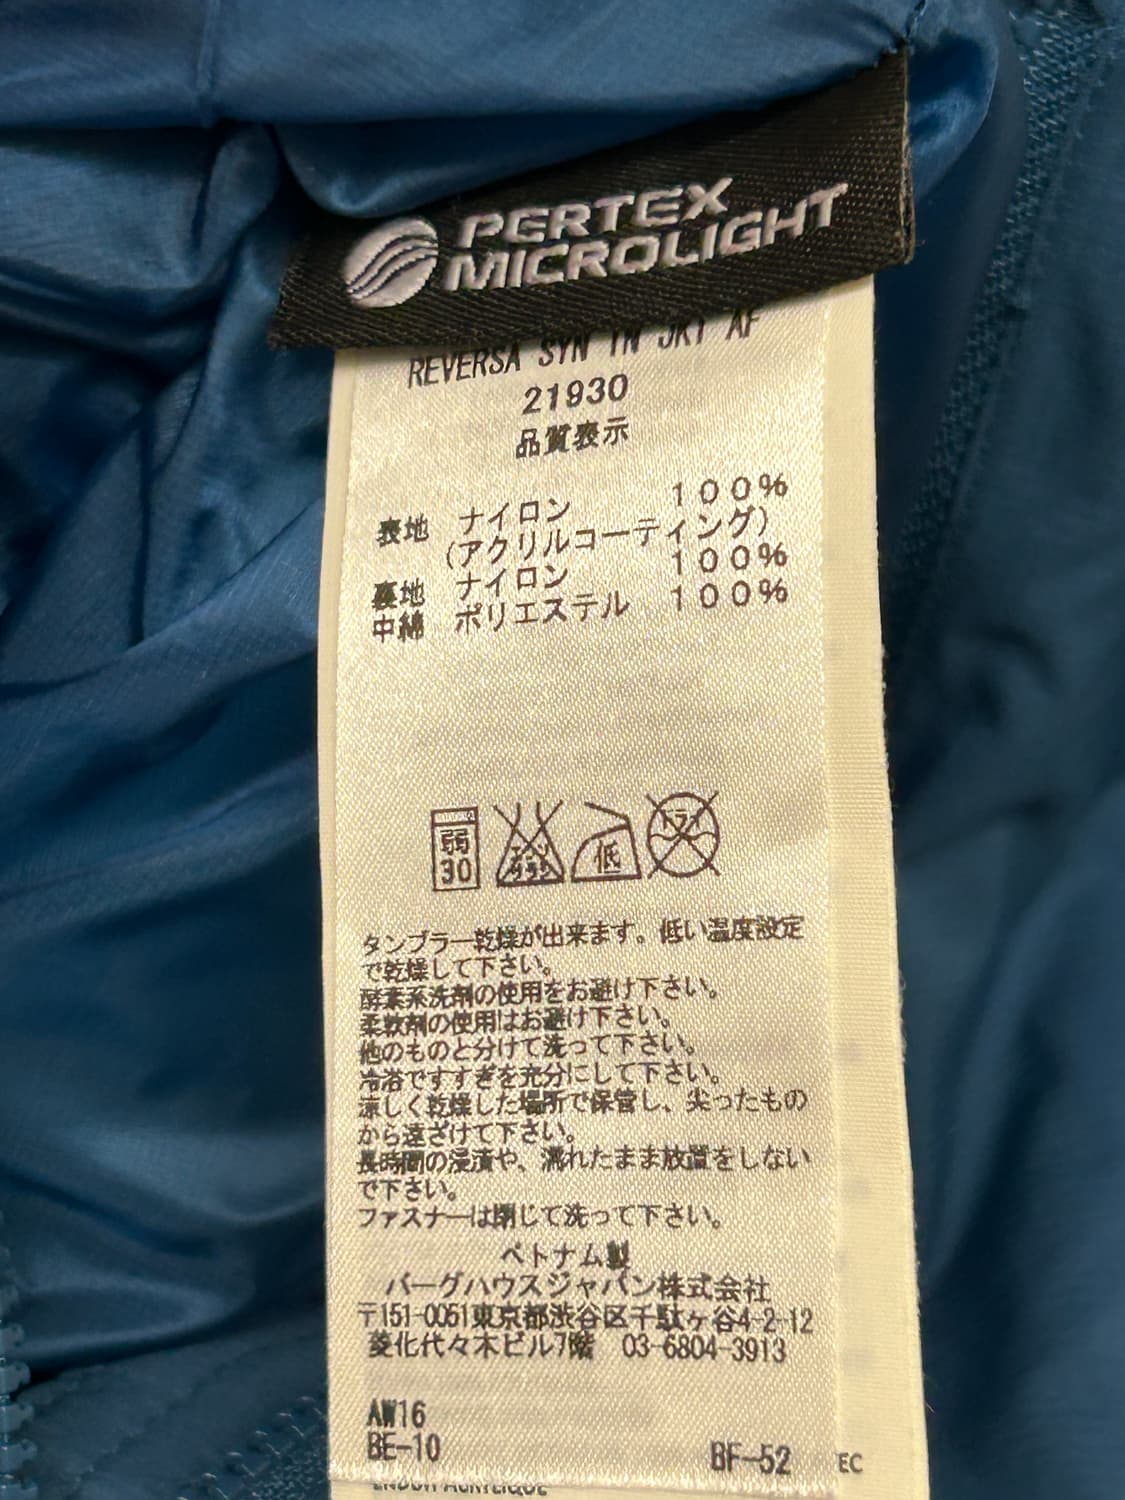 PERTEX
MICROLIGHT
REVERSA SYN IN JKT AF
21930
品質表示
表地 ナイロン 100%
(アクリルコーティング)
裏地 ナイロン 100%
中綿 ポリエステル 100%
弱
30
エンソ
サラシ
低
ドライ
タンブラー乾燥が出来ます。低い温度設定
で乾燥して下さい。
酵素系洗剤の使用をお避け下さい。
柔軟剤の使用はお避け下さい。
他のものと分けて洗って下さい。
冷浴ですすぎを充分にして下さい。
涼しく乾燥した場所で保管し、尖ったもの
から遠ざけて下さい。
長時間の浸漬や、濡れたまま放置をしない
で下さい。
ファスナーは閉じて洗って下さい。
ベトナム製
バーグハウスジャパン株式会社
〒151-0051東京都渋谷区千駄ヶ谷4-2-12
菱化代々木ビル7階 03-6804-3913
AW16
BE-10 BF-52
EC
ENDUIT ACRYLIQUE